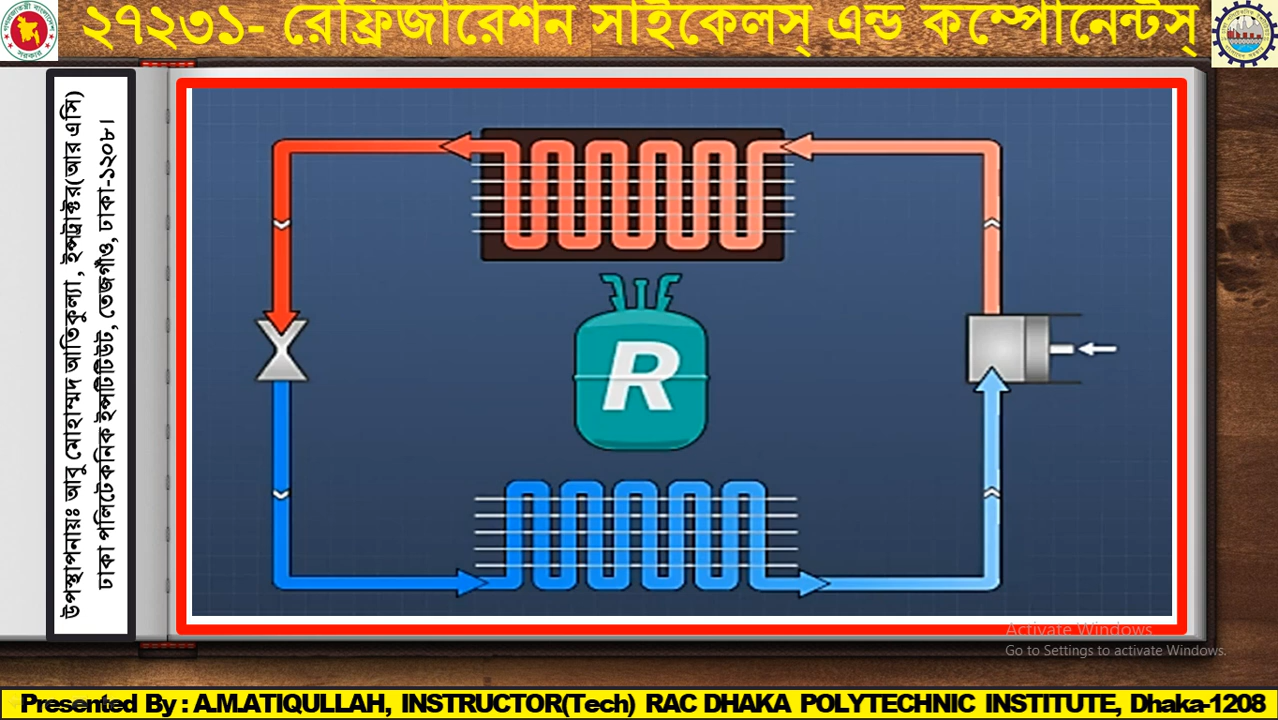 ২৭২৩১- রেফ্রিজারেশন সাইকেলস্ এন্ড কম্পোনেন্টস্
উপস্থাপনায়ঃ আবু মোহাম্মদ আতিকুল্যা, ইন্সট্রাক্টর(আর এসি)
ঢাকা পলিটেকনিক ইন্সটিটিউট, তেজগাঁও, ঢাকা-১২০৮।
R
Activate Windows
Go to Settings to activate Windows.
Presented By : A.M.ATIQULLAH, INSTRUCTOR(Tech) RAC DHAKA POLYTECHNIC INSTITUTE, Dhaka-1208